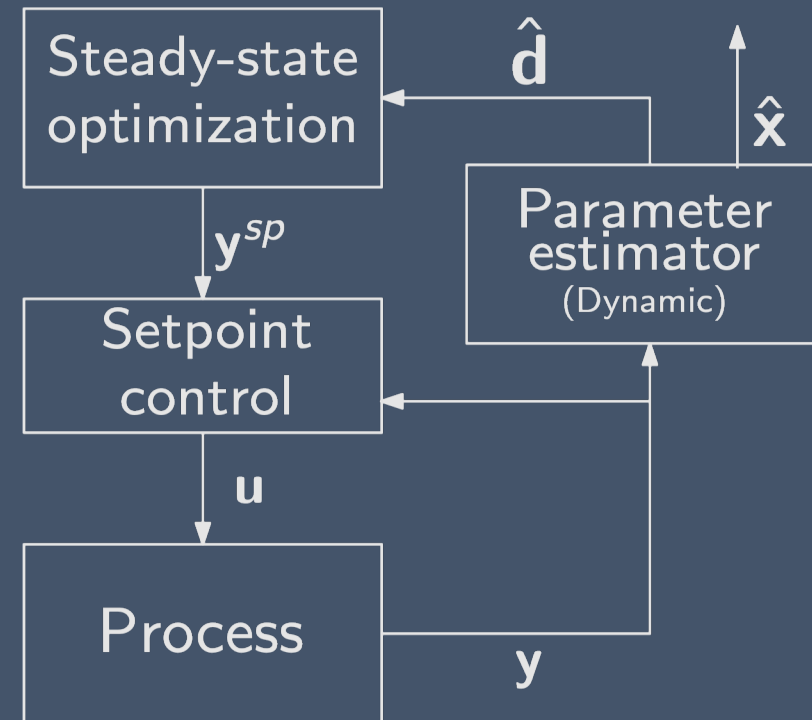 Steady-state
optimization
d̂
x̂
Parameter
estimator
(Dynamic)
y^sp
Setpoint
control
u
Process
y